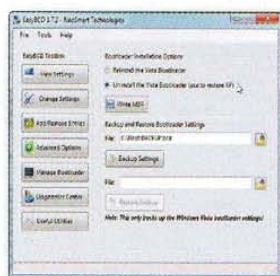 EasyBCD 1.7.2 - NeoSmart Technologies
File Tools Help
EasyBCD Toolbox
View Settings
Change Settings
Add/Remove Entries
Advanced Options
Manage Bootloader
Diagnostics Center
Useful Utilities
Bootloader Installation Options
Reinstall the Vista Bootloader
Uninstall the Vista Bootloader (use to restore XP)
Write MBR
Backup and Restore Bootloader Settings
File:
Backup Settings
File:
Restore Backup
Note: This only backs up the Windows Vista bootloader settings!